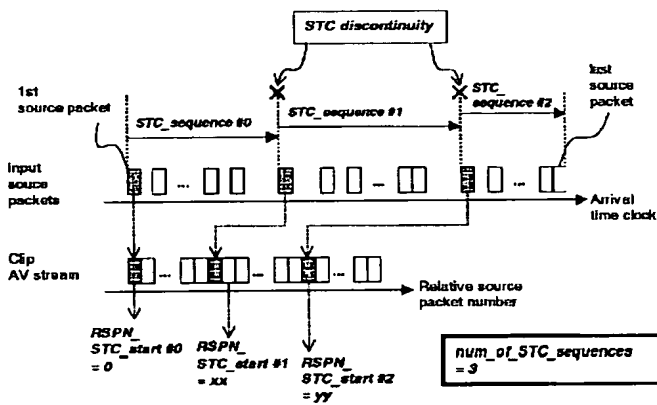 STC discontinuity
1st
source packet
STC_sequence #0
STC_sequence #1
STC_
sequence #2
last
source
packet
Input
source
packets
...
...
...
Arrival
time clock
Clip
AV stream
...
...
...
Relative source
packet number
RSPN_
STC_start #0
= 0
RSPN_
STC_start #1
= xx
RSPN_
STC_start #2
= yy
num_of_STC_sequences
= 3